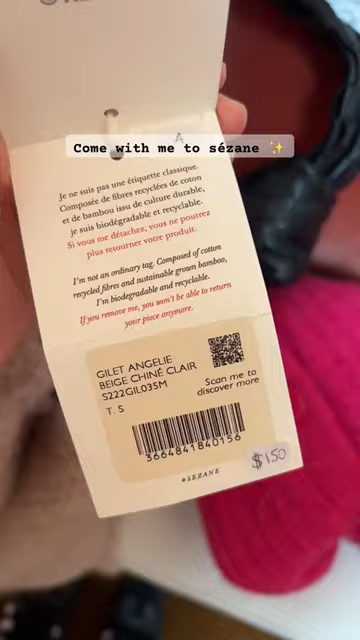 Come with me to sézane ✨
Je ne suis pas une étiquette classique.
Composée de fibres recyclées de coton
et de bambou issu de culture durable,
je suis biodégradable et recyclable.
Si vous me détachez, vous ne pourrez
plus retourner votre produit.
I'm not an ordinary tag. Composed of cotton
recycled fibres and sustainable grown bamboo,
I'm biodegradable and recyclable.
If you remove me, you won't be able to return
your piece anymore.
GILET ANGELIE
BEIGE CHINÉ CLAIR
S222GIL035M
T. S
Scan me to
discover more
3664841840156
#SEZANE
$150